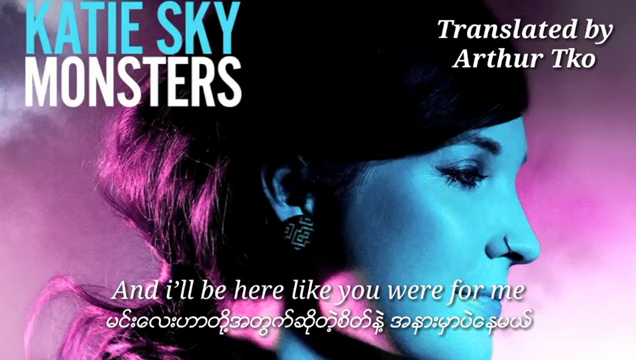 KATIE SKY
MONSTERS
Translated by
Arthur Tko
And i'll be here like you were for me
မင်းလေးဟာတို့အတွက်ဆိုတဲ့စိတ်နဲ့ အနားမှာပဲနေမယ်